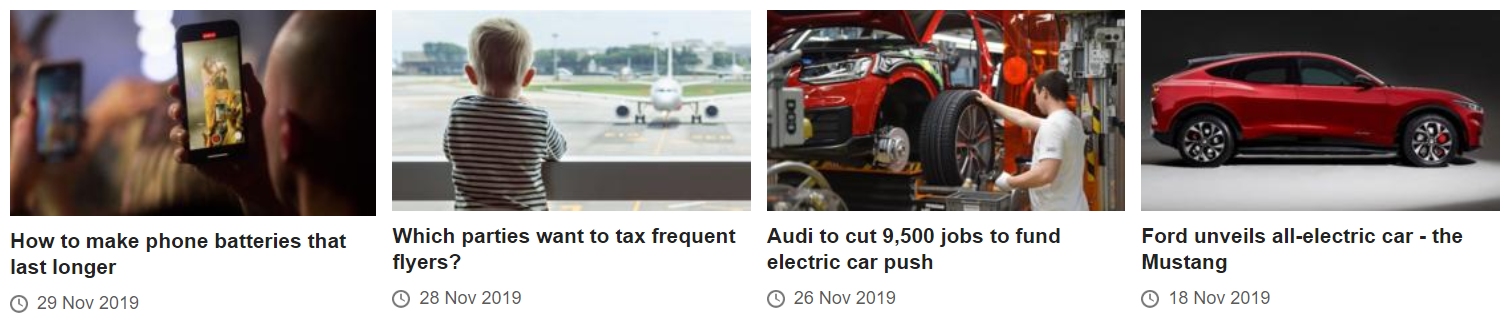 How to make phone batteries that
last longer
29 Nov 2019
Which parties want to tax frequent
flyers?
28 Nov 2019
Audi to cut 9,500 jobs to fund
electric car push
26 Nov 2019
Ford unveils all-electric car - the
Mustang
18 Nov 2019